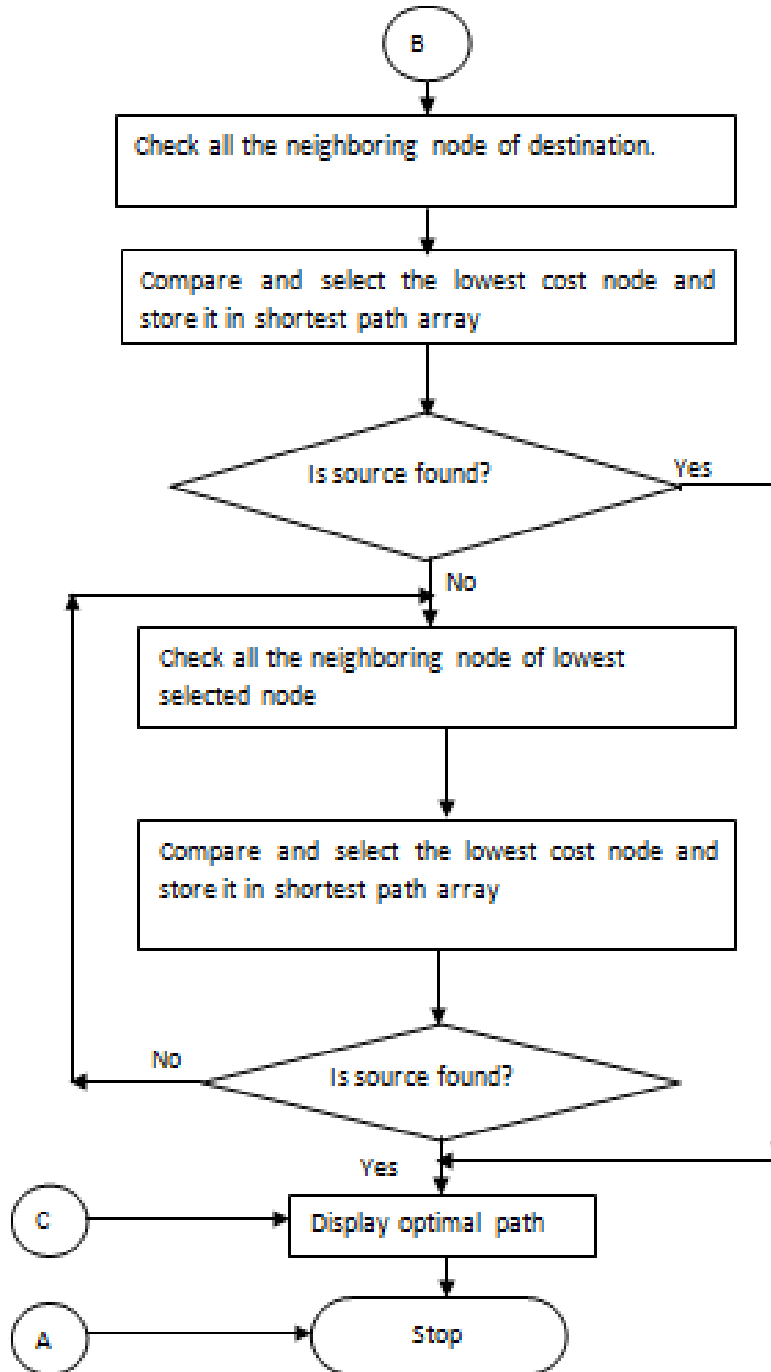 B
Check all the neighboring node of destination.
Compare and select the lowest cost node and
store it in shortest path array
Is source found?
Yes
No
Check all the neighboring node of lowest
selected node
Compare and select the lowest cost node and
store it in shortest path array
No
Is source found?
Yes
C
Display optimal path
A
Stop